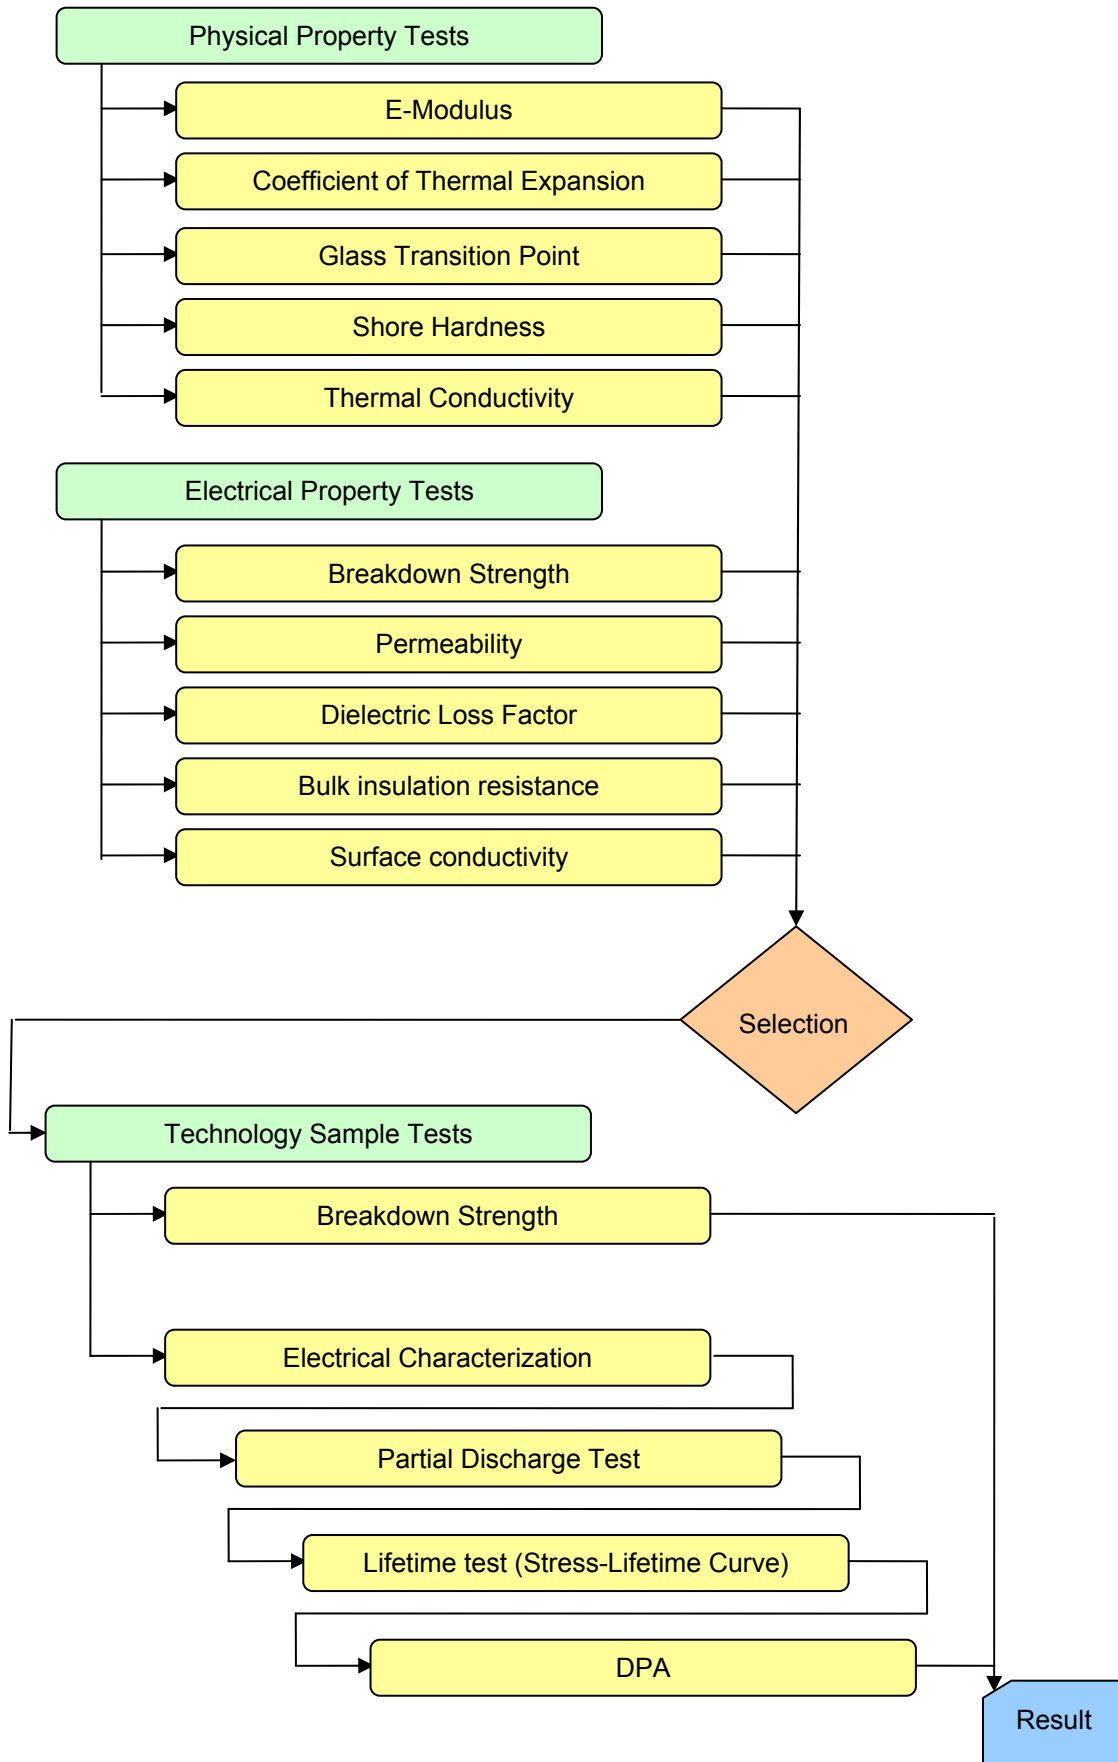 Physical Property Tests
E-Modulus
Coefficient of Thermal Expansion
Glass Transition Point
Shore Hardness
Thermal Conductivity
Electrical Property Tests
Breakdown Strength
Permeability
Dielectric Loss Factor
Bulk insulation resistance
Surface conductivity
Selection
Technology Sample Tests
Breakdown Strength
Electrical Characterization
Partial Discharge Test
Lifetime test (Stress-Lifetime Curve)
DPA
Result